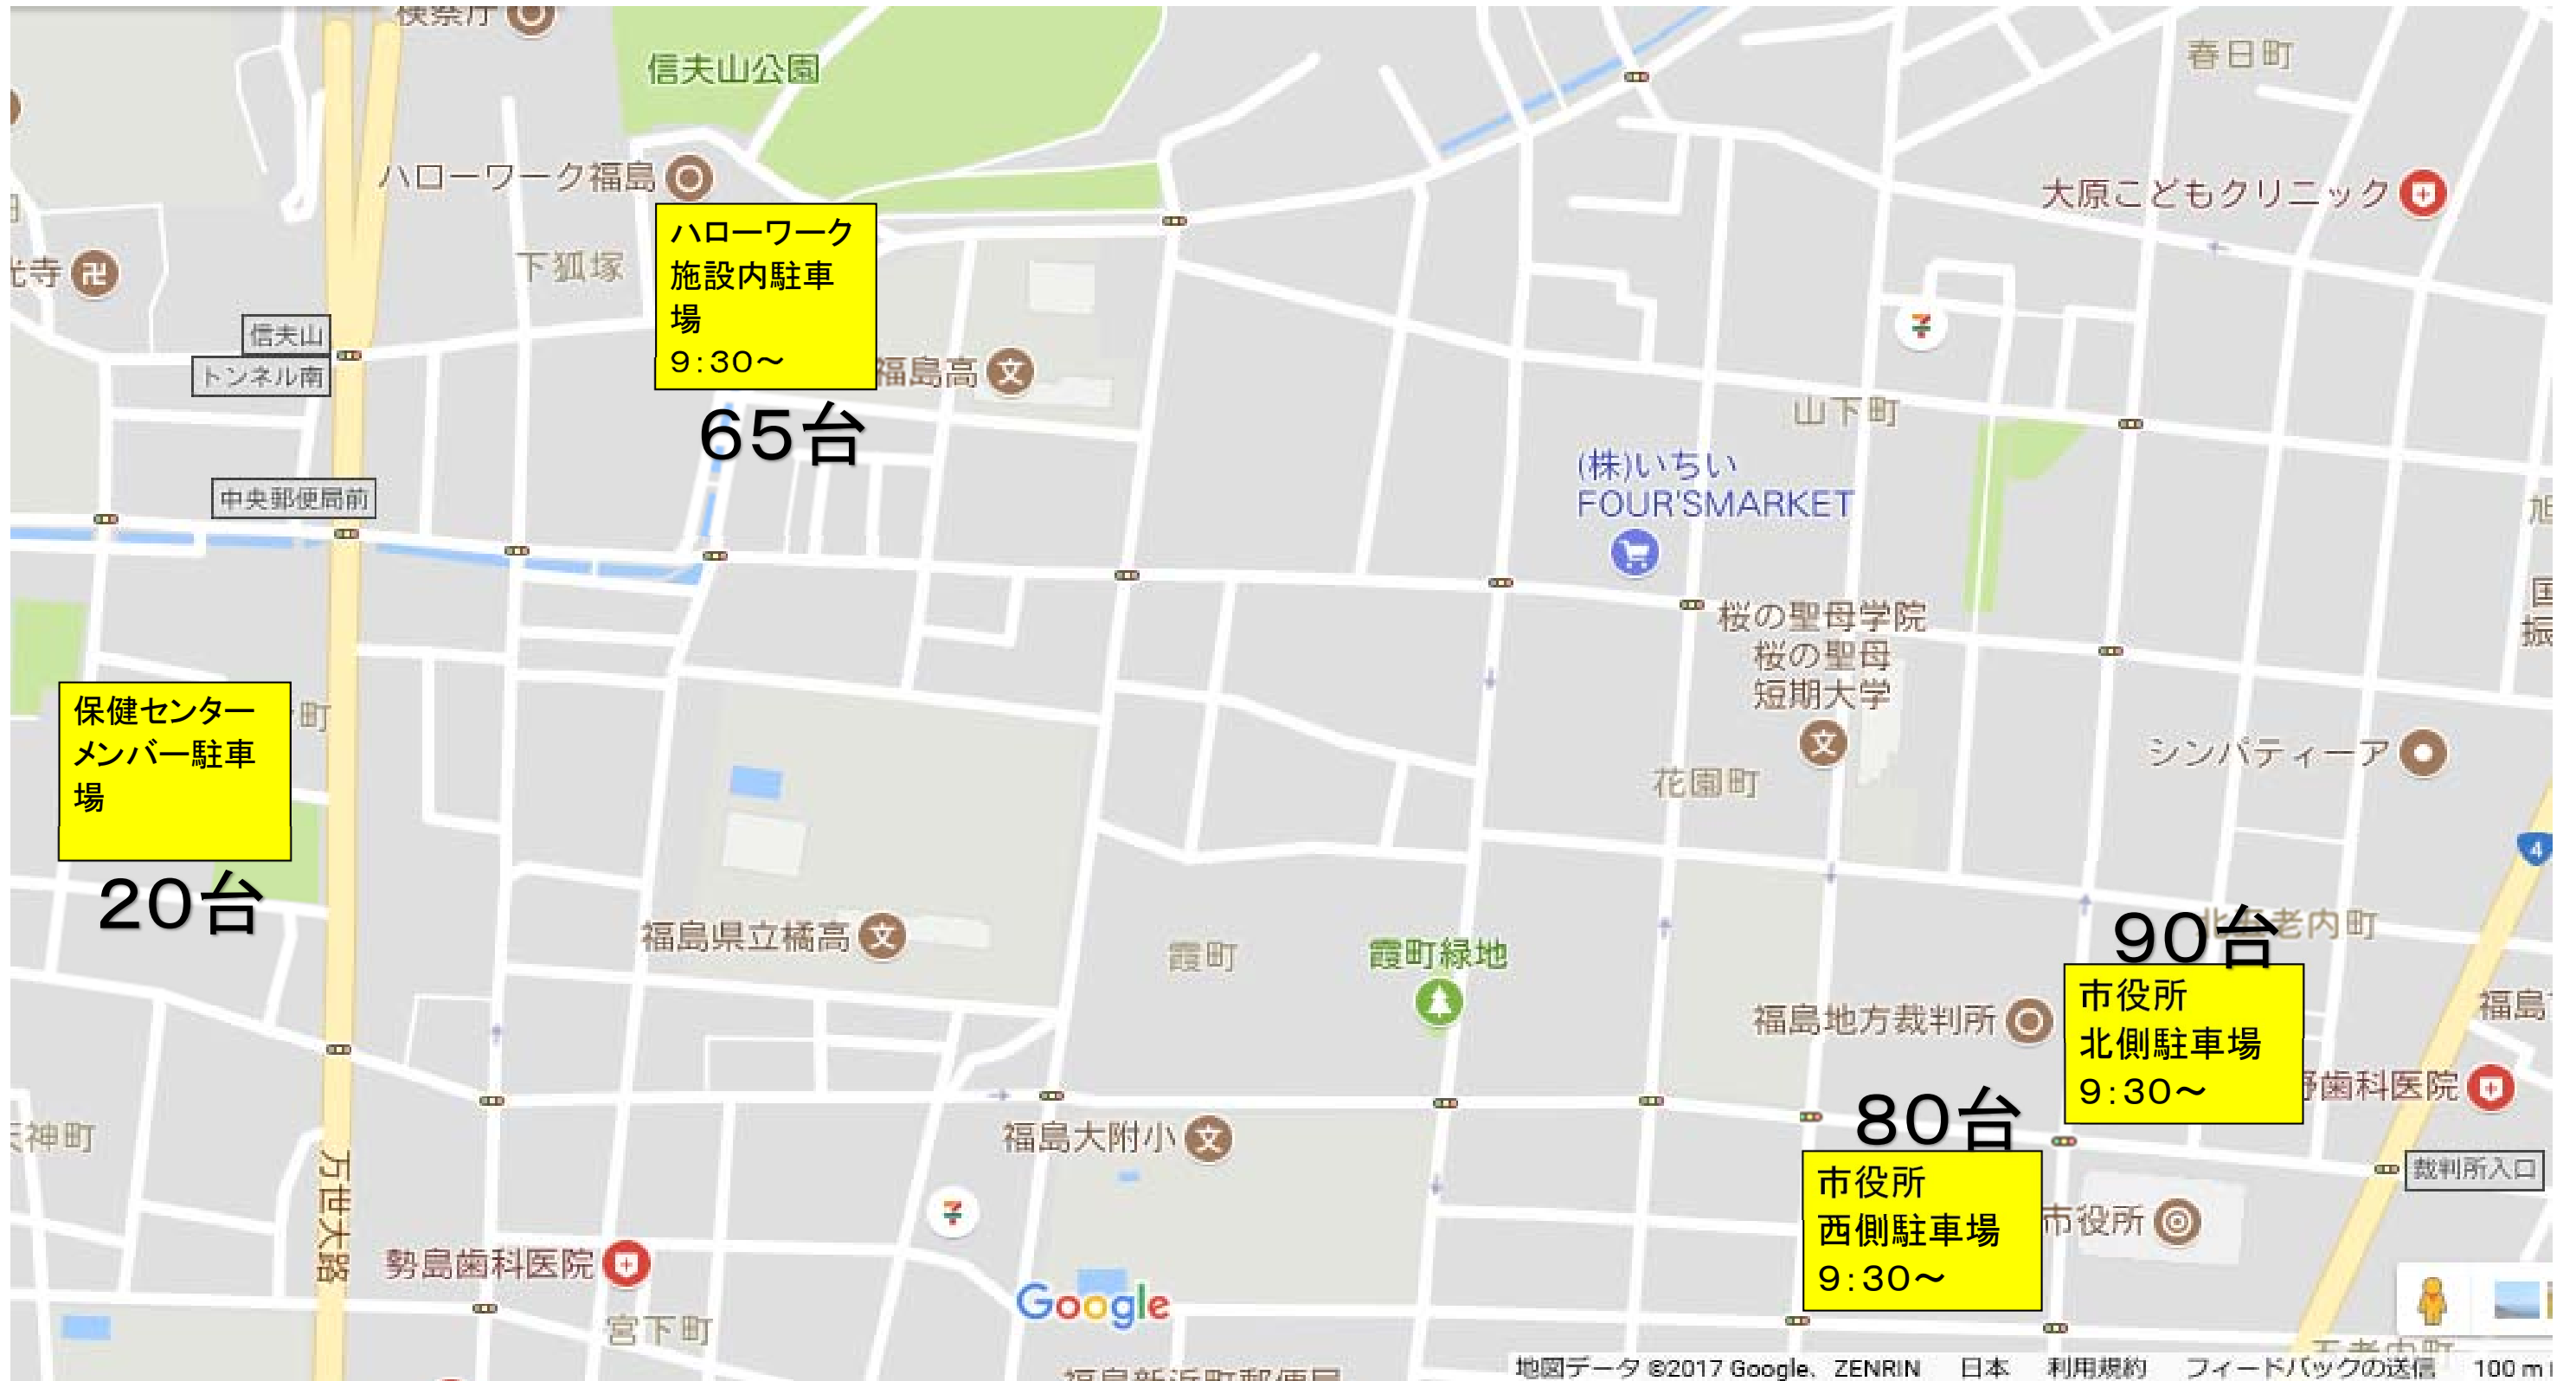 検察庁
信夫山公園
春日町
ハローワーク福島
大原こどもクリニック
ハローワーク
施設内駐車
場
9:30～
65台
下狐塚
信夫山
トンネル南
福島高
山下町
(株)いちい
FOUR'SMARKET
中央郵便局前
桜の聖母学院
桜の聖母
短期大学
保健センター
メンバー駐車
場
20台
町
シンパティーア
花園町
4
福島県立橘高
霞町
霞町緑地
90台
市役所
北側駐車場
9:30～
福島地方裁判所
歯科医院
80台
市役所
西側駐車場
9:30～
福島大附小
神町
裁判所入口
市役所
万世大路
勢島歯科医院
Google
宮下町
地図データ ©2017 Google、ZENRIN 日本 利用規約 フィードバックの送信 100 m